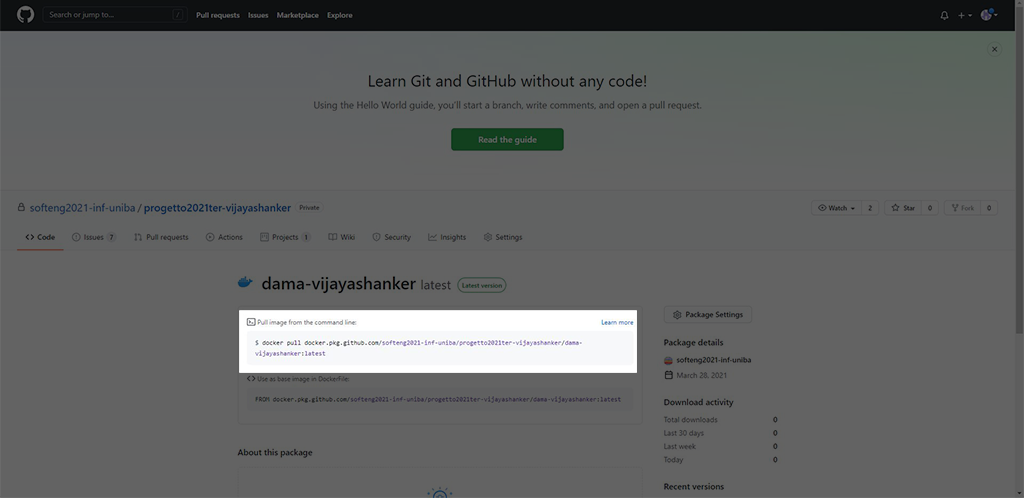 Search or jump to... /
Pull requests Issues Marketplace Explore
Learn Git and GitHub without any code!
Using the Hello World guide, you'll start a branch, write comments, and open a pull request.
Read the guide
softeng2021-inf-uniba / progetto2021ter-vijayashanker Private
Watch 2 Star 0 Fork 0
Code Issues 7 Pull requests Actions Projects 1 Wiki Security Insights Settings
dama-vijayashanker latest Latest version
Pull image from the command line: Learn more
$ docker pull docker.pkg.github.com/softeng2021-inf-uniba/progetto2021ter-vijayashanker/dama-
vijayashanker:latest
Use as base image in DockerFile:
FROM docker.pkg.github.com/softeng2021-inf-uniba/progetto2021ter-vijayashanker/dama-vijayashanker:latest
About this package
Package Settings
Package details
softeng2021-inf-uniba
March 28, 2021
Download activity
Total downloads 0
Last 30 days 0
Last week 0
Today 0
Recent versions